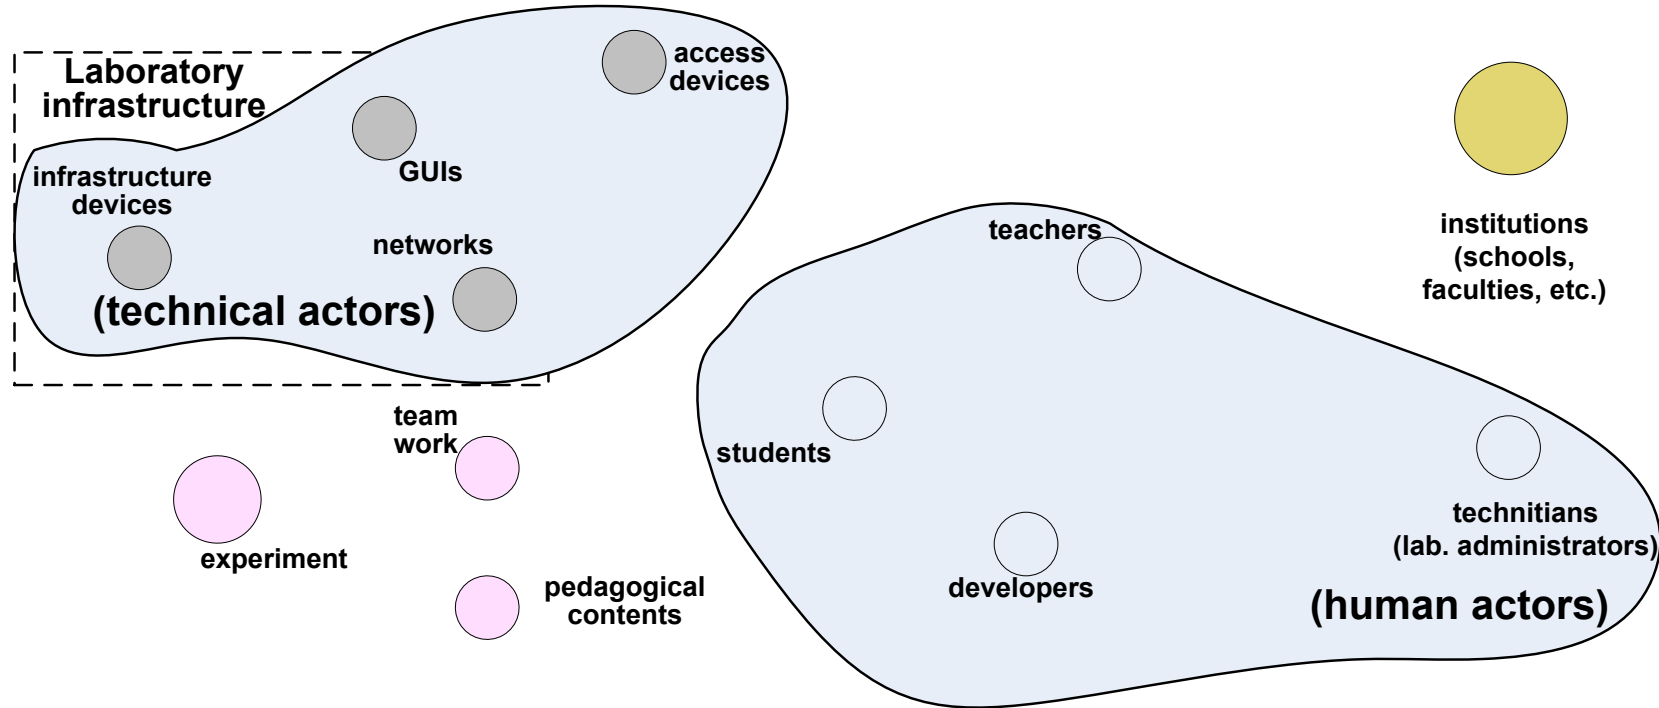 Laboratory
infrastructure
access
devices
GUIs
infrastructure
devices
networks
(technical actors)
team
work
experiment
pedagogical
contents
teachers
students
developers
technitians
(lab. administrators)
(human actors)
institutions
(schools,
faculties, etc.)